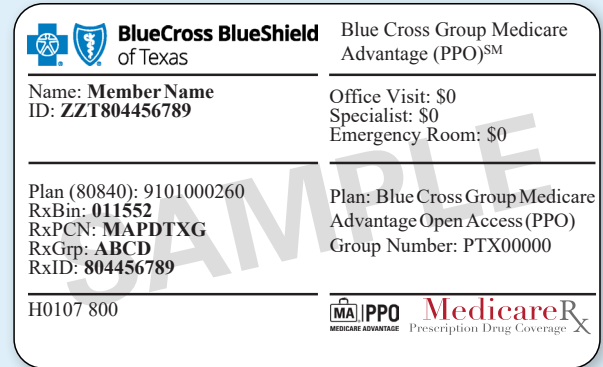 BlueCross BlueShield
of Texas
Blue Cross Group Medicare
Advantage (PPO)SM
Name: Member Name
ID: ZZT804456789
Office Visit: $0
Specialist: $0
Emergency Room: $0
SAMPLE
Plan (80840): 9101000260
RxBin: 011552
RxPCN: MAPDTXG
RxGrp: ABCD
RxID: 804456789
Plan: Blue Cross Group Medicare
Advantage Open Access (PPO)
Group Number: PTX00000
H0107 800
MA PPO
MEDICARE ADVANTAGE
MedicareRx
Prescription Drug Coverage